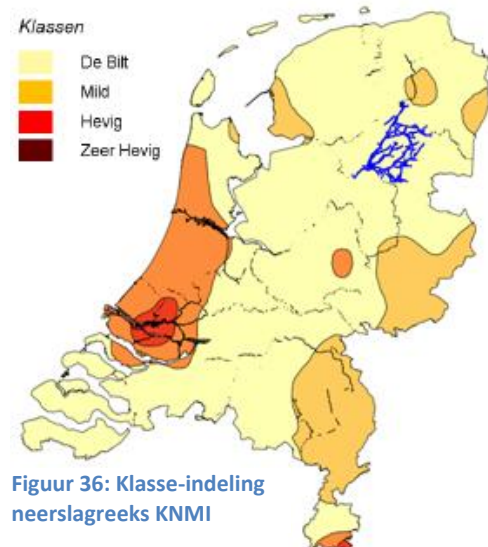 Klassen
De Bilt
Mild
Hevig
Zeer Hevig
Figuur 36: Klasse-indeling
neerslagreeks KNMI